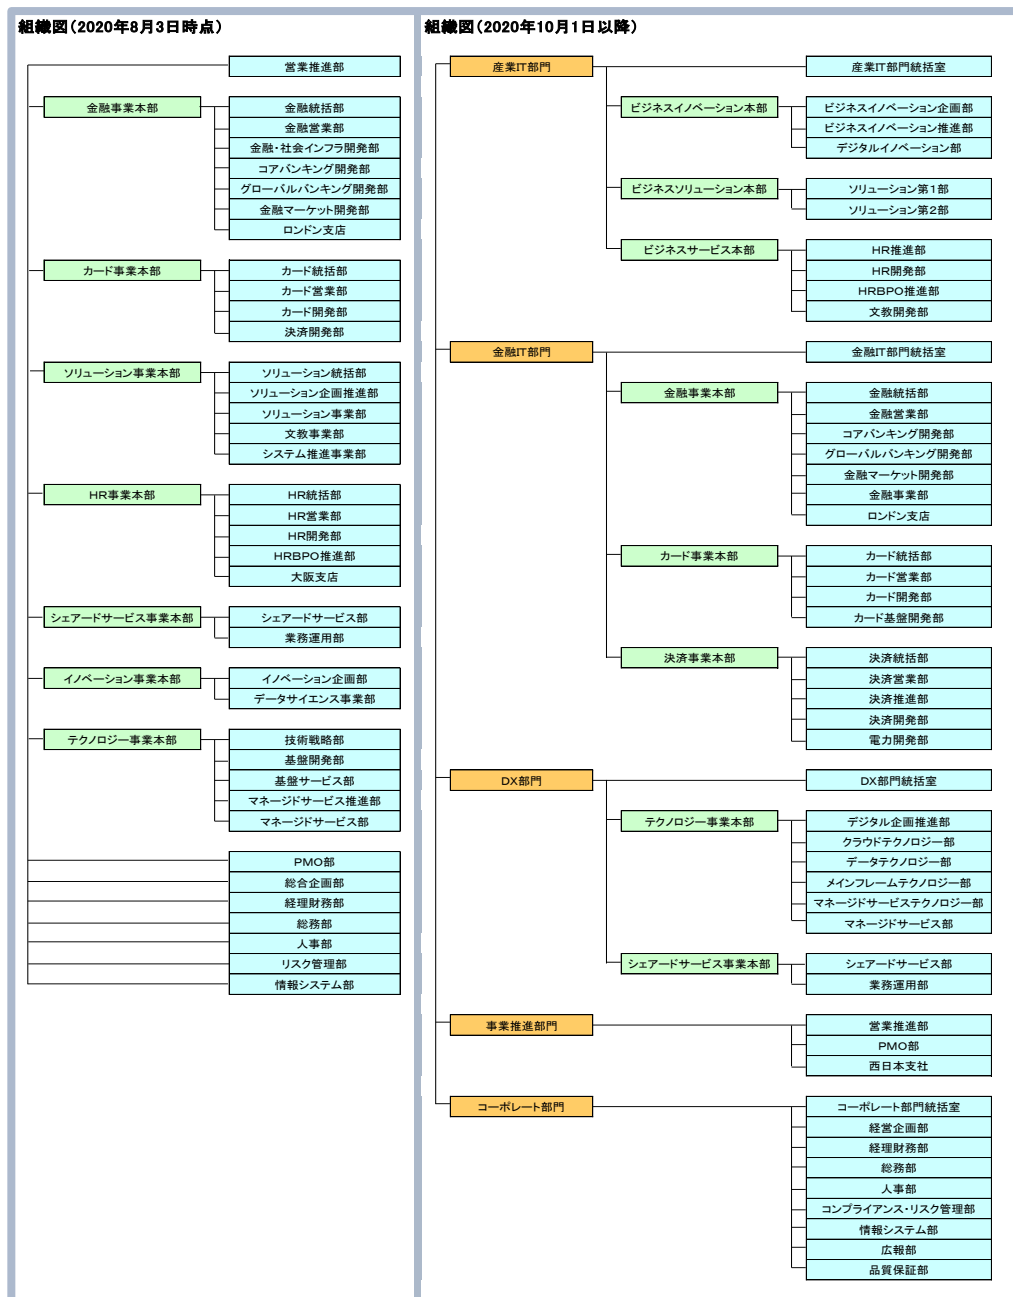 組織図（2020年8月3日時点）
営業推進部
金融事業本部
金融統括部
金融営業部
金融・社会インフラ開発部
コアバンキング開発部
グローバルバンキング開発部
金融マーケット開発部
ロンドン支店
カード事業本部
カード統括部
カード営業部
カード開発部
決済開発部
ソリューション事業本部
ソリューション統括部
ソリューション企画推進部
ソリューション事業部
文教事業部
システム推進事業部
HR事業本部
HR統括部
HR営業部
HR開発部
HRBPO推進部
大阪支店
シェアードサービス事業本部
シェアードサービス部
業務運用部
イノベーション事業本部
イノベーション企画部
データサイエンス事業部
テクノロジー事業本部
技術戦略部
基盤開発部
基盤サービス部
マネージドサービス推進部
マネージドサービス部
PMO部
総合企画部
経理財務部
総務部
人事部
リスク管理部
情報システム部
組織図（2020年10月1日以降）
産業IT部門
産業IT部門統括室
ビジネスイノベーション本部
ビジネスイノベーション企画部
ビジネスイノベーション推進部
デジタルイノベーション部
ビジネスソリューション本部
ソリューション第1部
ソリューション第2部
ビジネスサービス本部
HR推進部
HR開発部
HRBPO推進部
文教開発部
金融IT部門
金融IT部門統括室
金融事業本部
金融統括部
金融営業部
コアバンキング開発部
グローバルバンキング開発部
金融マーケット開発部
金融事業部
ロンドン支店
カード事業本部
カード統括部
カード営業部
カード開発部
カード基盤開発部
決済事業本部
決済統括部
決済営業部
決済推進部
決済開発部
電力開発部
DX部門
DX部門統括室
テクノロジー事業本部
デジタル企画推進部
クラウドテクノロジー部
データテクノロジー部
メインフレームテクノロジー部
マネージドサービステクノロジー部
マネージドサービス部
シェアードサービス事業本部
シェアードサービス部
業務運用部
事業推進部門
営業推進部
PMO部
西日本支社
コーポレート部門
コーポレート部門統括室
経営企画部
経理財務部
総務部
人事部
コンプライアンス・リスク管理部
情報システム部
広報部
品質保証部